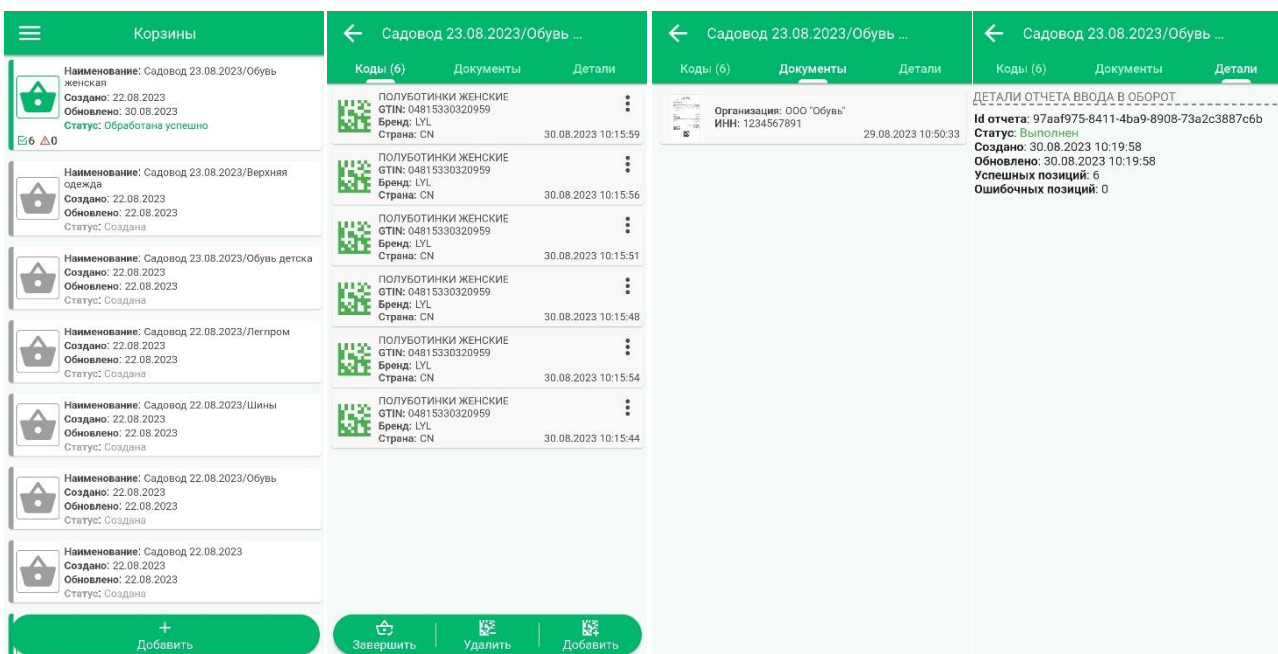 Корзины
Наименование: Садовод 23.08.2023/Обувь
женская
Создано: 22.08.2023
Обновлено: 30.08.2023
Статус: Обработана успешно
6 0
Наименование: Садовод 23.08.2023/Верхняя
одежда
Создано: 22.08.2023
Обновлено: 22.08.2023
Статус: Создана
Наименование: Садовод 23.08.2023/Обувь детска
Создано: 22.08.2023
Обновлено: 22.08.2023
Статус: Создана
Наименование: Садовод 22.08.2023/Легпром
Создано: 22.08.2023
Обновлено: 22.08.2023
Статус: Создана
Наименование: Садовод 22.08.2023/Шины
Создано: 22.08.2023
Обновлено: 22.08.2023
Статус: Создана
Наименование: Садовод 22.08.2023/Обувь
Создано: 22.08.2023
Обновлено: 22.08.2023
Статус: Создана
Наименование: Садовод 22.08.2023
Создано: 22.08.2023
Обновлено: 22.08.2023
Статус: Создана
Добавить
Садовод 23.08.2023/Обувь ...
Коды (6) Документы Детали
ПОЛУБОТИНКИ ЖЕНСКИЕ
GTIN: 04815330320959
Бренд: LYL
Страна: CN 30.08.2023 10:15:59
ПОЛУБОТИНКИ ЖЕНСКИЕ
GTIN: 04815330320959
Бренд: LYL
Страна: CN 30.08.2023 10:15:56
ПОЛУБОТИНКИ ЖЕНСКИЕ
GTIN: 04815330320959
Бренд: LYL
Страна: CN 30.08.2023 10:15:51
ПОЛУБОТИНКИ ЖЕНСКИЕ
GTIN: 04815330320959
Бренд: LYL
Страна: CN 30.08.2023 10:15:48
ПОЛУБОТИНКИ ЖЕНСКИЕ
GTIN: 04815330320959
Бренд: LYL
Страна: CN 30.08.2023 10:15:54
ПОЛУБОТИНКИ ЖЕНСКИЕ
GTIN: 04815330320959
Бренд: LYL
Страна: CN 30.08.2023 10:15:44
Завершить Удалить Добавить
Садовод 23.08.2023/Обувь ...
Коды (6) Документы Детали
Организация: ООО "Обувь"
ИНН: 1234567891
29.08.2023 10:50:33
Садовод 23.08.2023/Обувь ...
Коды (6) Документы Детали
ДЕТАЛИ ОТЧЕТА ВВОДА В ОБОРОТ
Id отчета: 97aaf975-8411-4ba9-8908-73a2c3887c6b
Статус: Выполнен
Создано: 30.08.2023 10:19:58
Обновлено: 30.08.2023 10:19:58
Успешных позиций: 6
Ошибочных позиций: 0